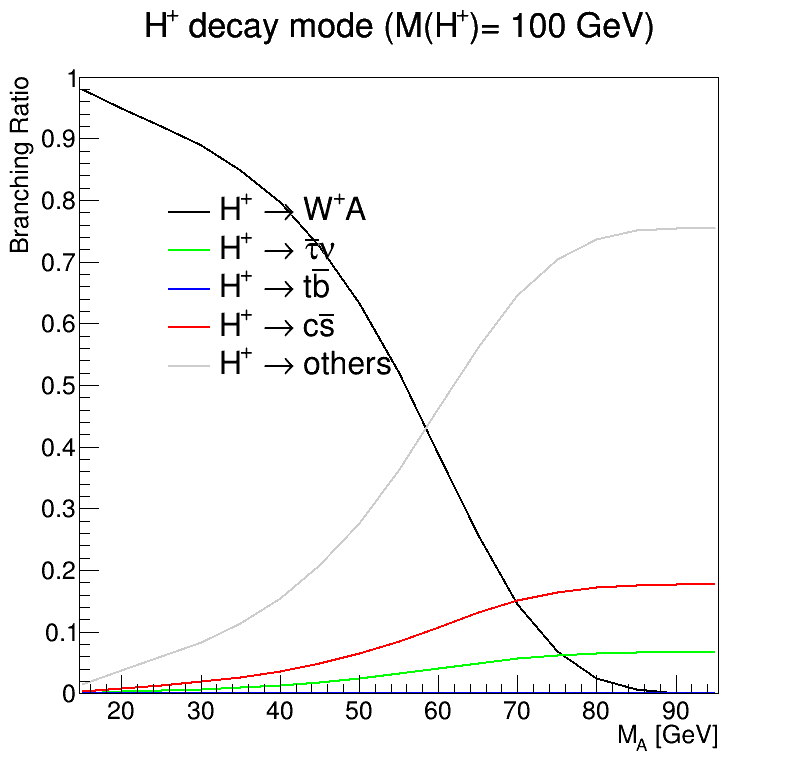 H⁺ decay mode (M(H⁺)= 100 GeV)
Branching Ratio
1
0.9
0.8
0.7
0.6
0.5
0.4
0.3
0.2
0.1
0
H⁺ → W⁺A
H⁺ → τ̅ν
H⁺ → tb̅
H⁺ → cs̅
H⁺ → others
20 30 40 50 60 70 80 90
M_A [GeV]